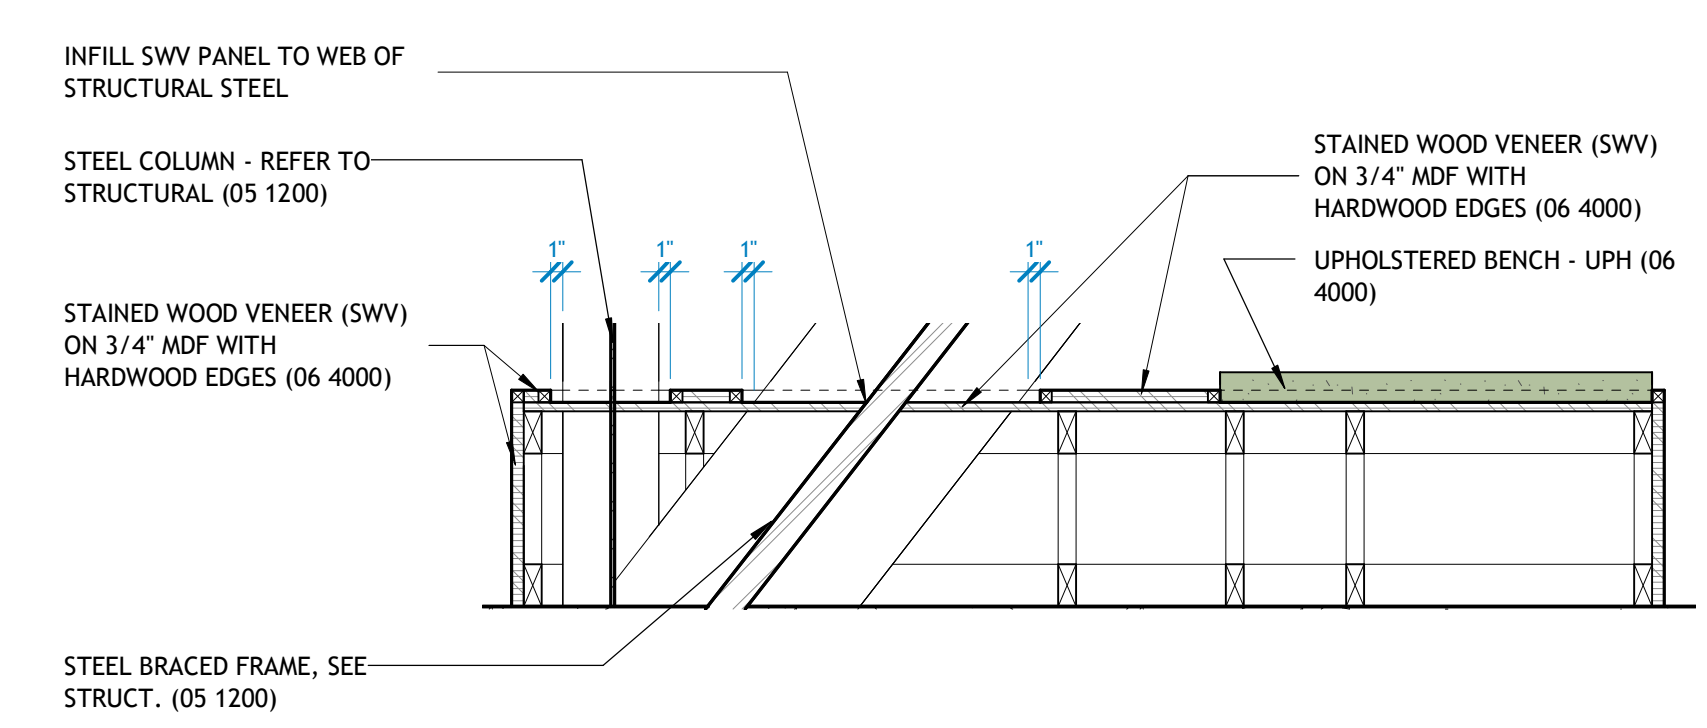 INFILL SWV PANEL TO WEB OF
STRUCTURAL STEEL
STEEL COLUMN - REFER TO
STRUCTURAL (05 1200)
STAINED WOOD VENEER (SWV)
ON 3/4" MDF WITH
HARDWOOD EDGES (06 4000)
UPHOLSTERED BENCH - UPH (06
4000)
1"
1"
1"
1"
STAINED WOOD VENEER (SWV)
ON 3/4" MDF WITH
HARDWOOD EDGES (06 4000)
STEEL BRACED FRAME, SEE
STRUCT. (05 1200)